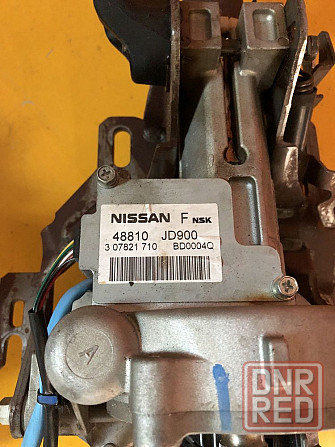 NISSAN F NSK
48810 JD900
3 07821 710 BD0004Q
A
DNR
RED